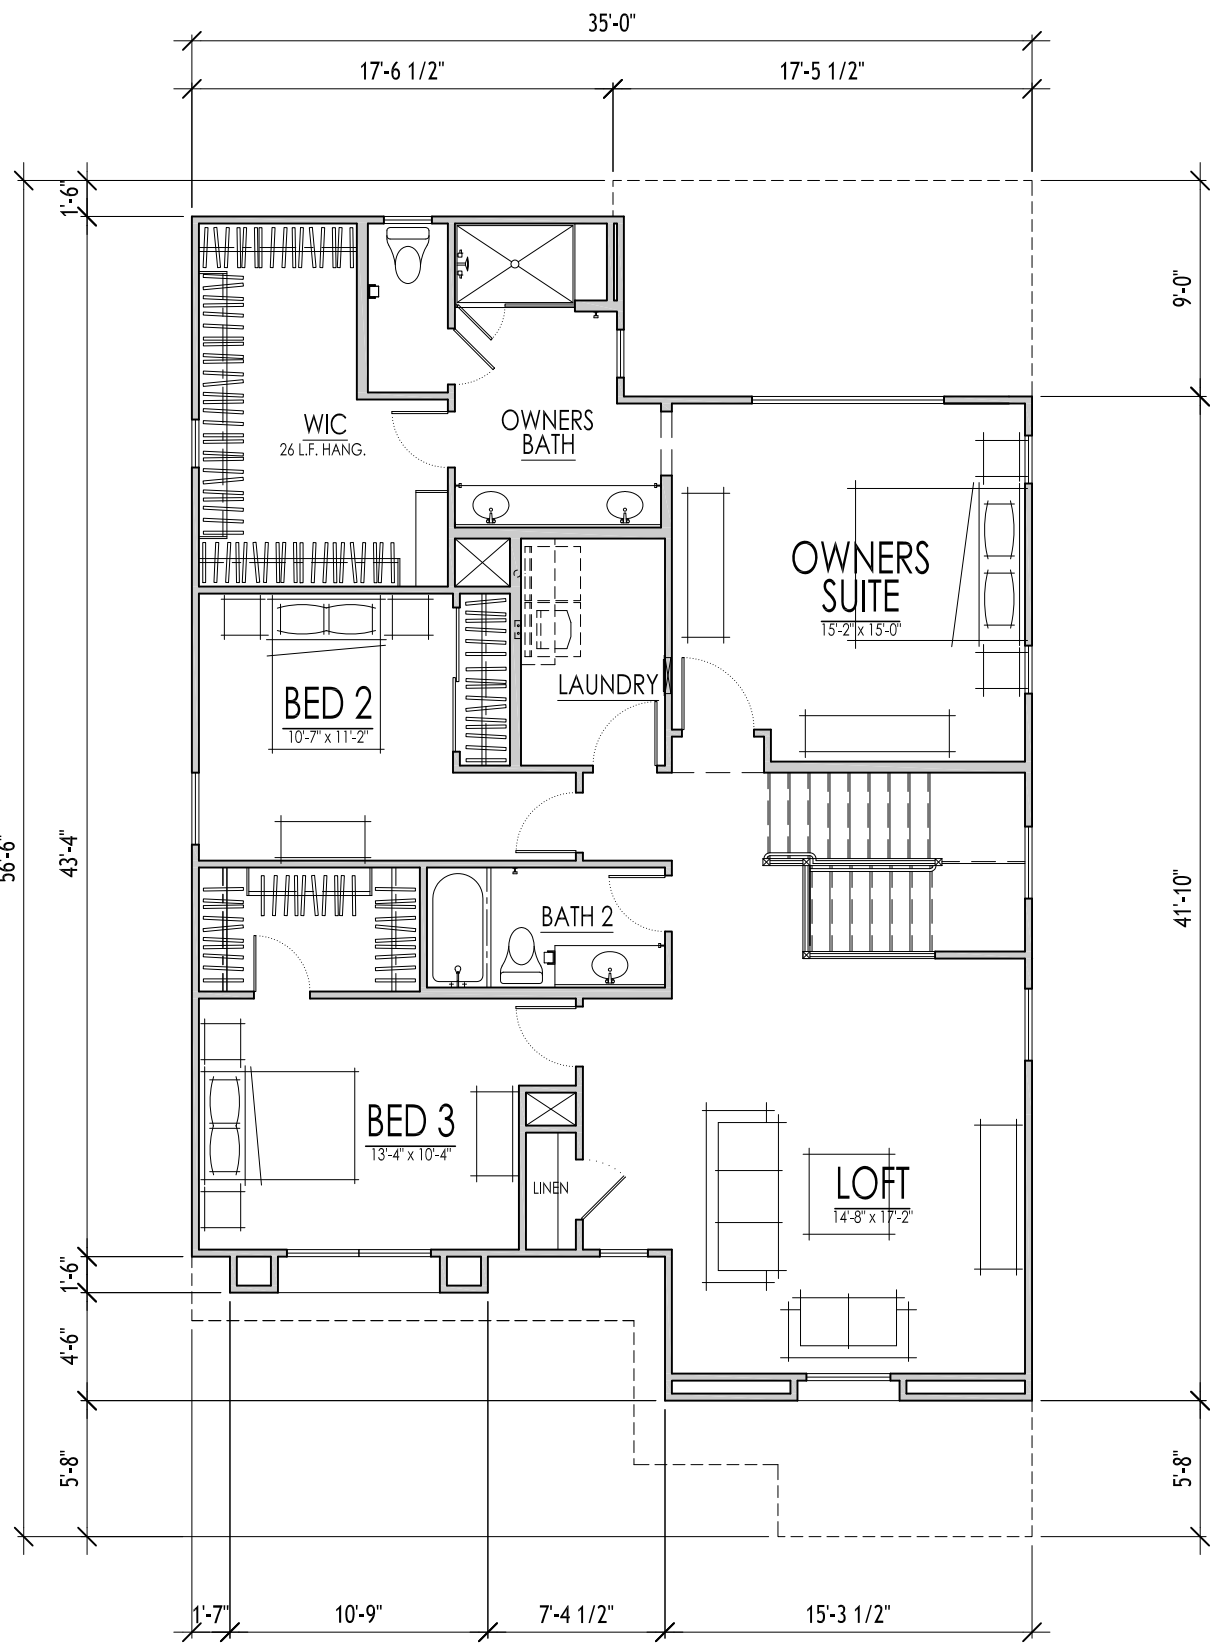 35'-0"
17'-6 1/2"
17'-5 1/2"
1'-6"
9'-0"
WIC
26 L.F. HANG.
OWNERS
BATH
OWNERS
SUITE
15'-2" x 15'-0"
LAUNDRY
BED 2
10'-7" x 11'-2"
56'-6"
43'-4"
41'-10"
BATH 2
BED 3
13'-4" x 10'-4"
LINEN
LOFT
14'-8" x 17'-2"
1'-6"
4'-6"
5'-8"
5'-8"
1'-7"
10'-9"
7'-4 1/2"
15'-3 1/2"